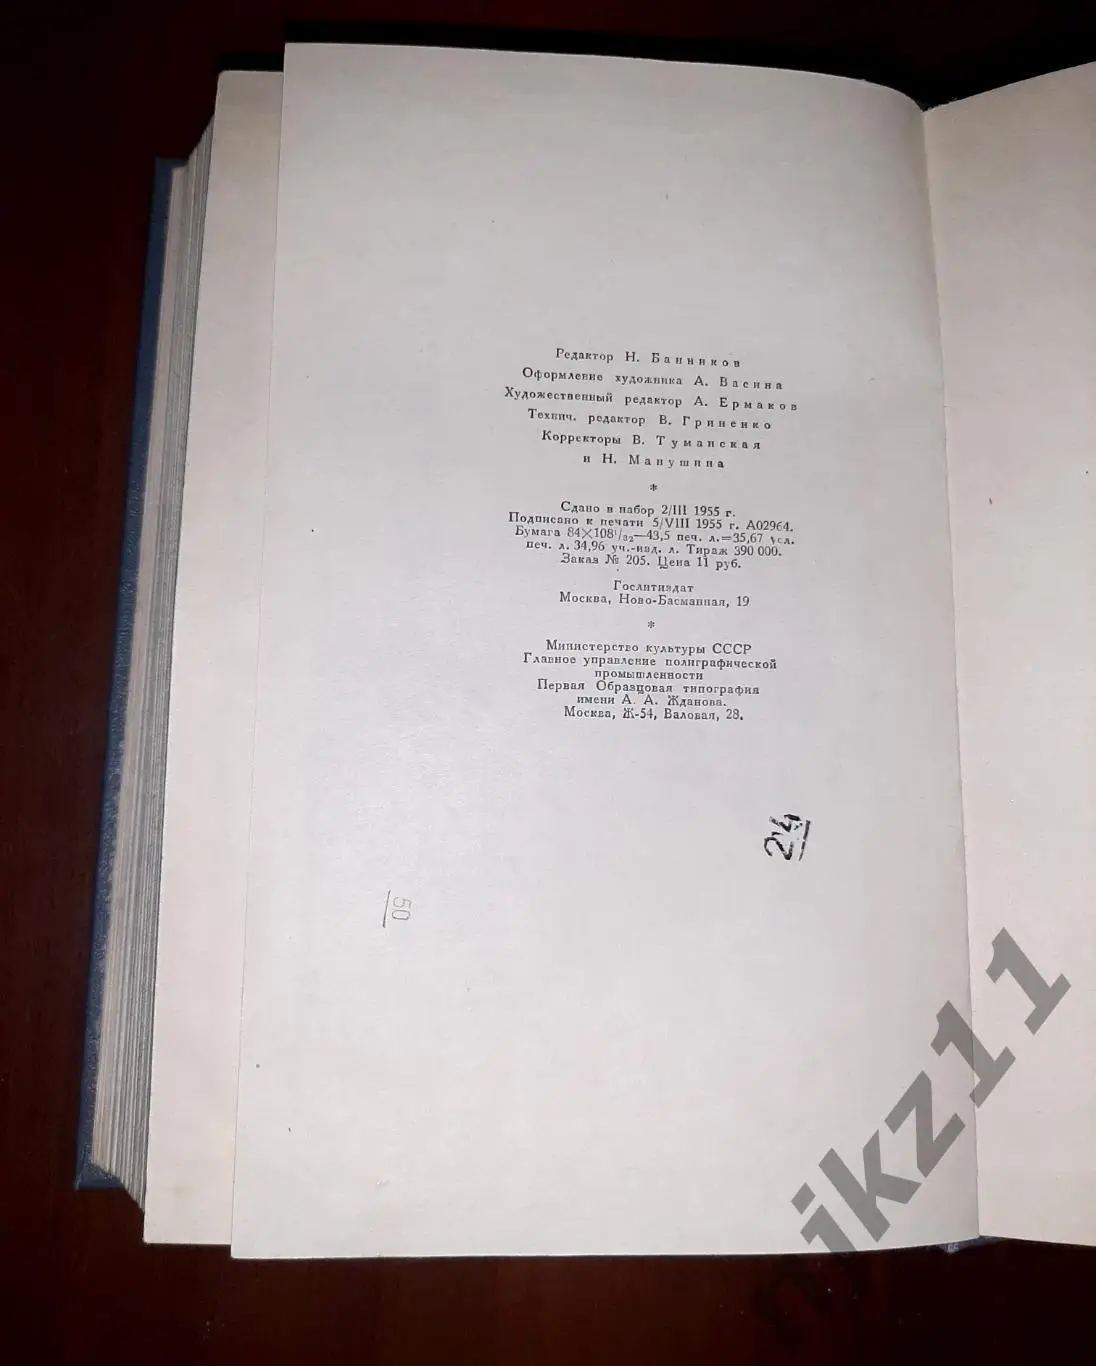 Редактор Н. Банников
Оформление художника А. Васина
Художественный редактор А. Ермаков
Технич. редактор В. Гриненко
Корректоры В. Туманская
и Н. Манушина
*
Сдано в набор 2/III 1955 г.
Подписано к печати 5/VIII 1955 г. А02964.
Бумага 84×108¹/₃₂—43,5 печ. л.=35,67 усл.
печ. л. 34,96 уч.-изд. л. Тираж 390 000.
Заказ № 205. Цена 11 руб.
Гослитиздат
Москва, Ново-Басманная, 19
*
Министерство культуры СССР
Главное управление полиграфической
промышленности
Первая Образцовая типография
имени А. А. Жданова.
Москва, Ж-54, Валовая, 28.
24
50